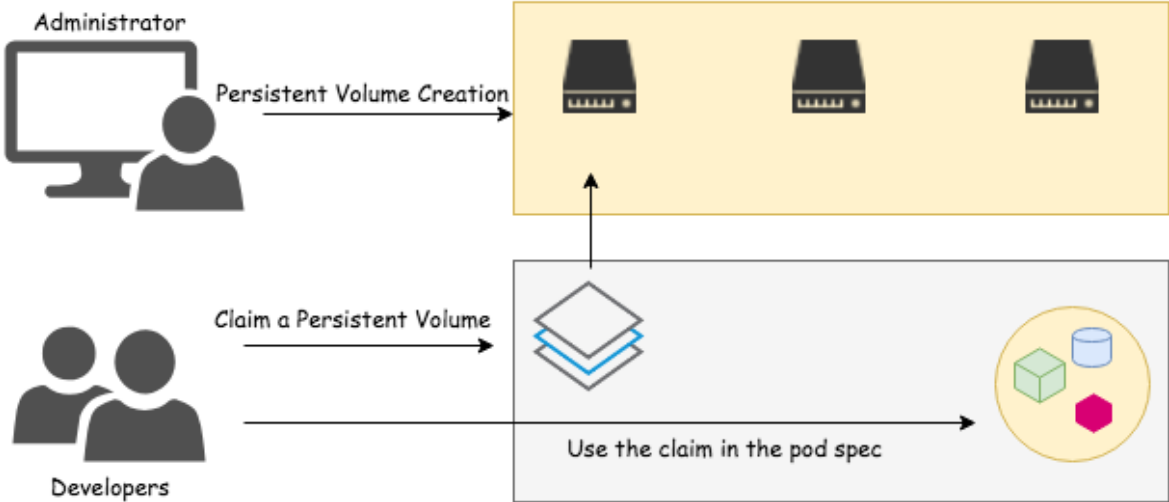 Administrator
Persistent Volume Creation
Claim a Persistent Volume
Use the claim in the pod spec
Developers